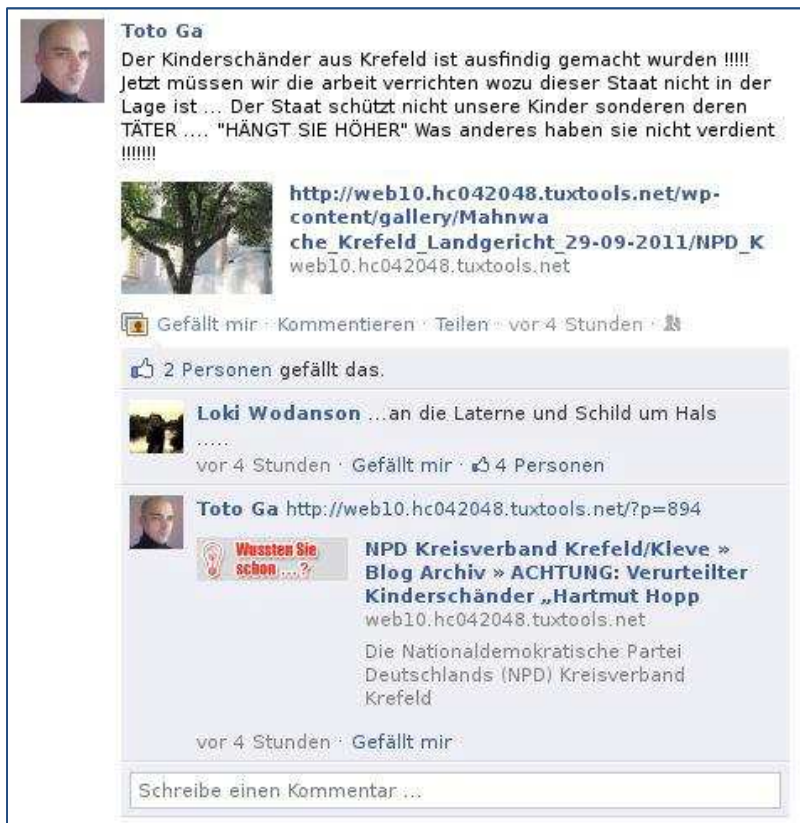 Toto Ga
Der Kinderschänder aus Krefeld ist ausfindig gemacht wurden !!!!!
Jetzt müssen wir die arbeit verrichten wozu dieser Staat nicht in der
Lage ist ... Der Staat schützt nicht unsere Kinder sonderen deren
TÄTER .... "HÄNGT SIE HÖHER" Was anderes haben sie nicht verdient
!!!!!!!
http://web10.hc042048.tuxtools.net/wp-
content/gallery/Mahnwa
che_Krefeld_Landgericht_29-09-2011/NPD_K
web10.hc042048.tuxtools.net
Gefällt mir · Kommentieren · Teilen · vor 4 Stunden ·
2 Personen gefällt das.
Loki Wodanson ...an die Laterne und Schild um Hals
.....
vor 4 Stunden · Gefällt mir · 4 Personen
Toto Ga http://web10.hc042048.tuxtools.net/?p=894
Wussten Sie
schon ...?
NPD Kreisverband Krefeld/Kleve »
Blog Archiv » ACHTUNG: Verurteilter
Kinderschänder „Hartmut Hopp
web10.hc042048.tuxtools.net
Die Nationaldemokratische Partei
Deutschlands (NPD) Kreisverband
Krefeld
vor 4 Stunden · Gefällt mir
Schreibe einen Kommentar ...